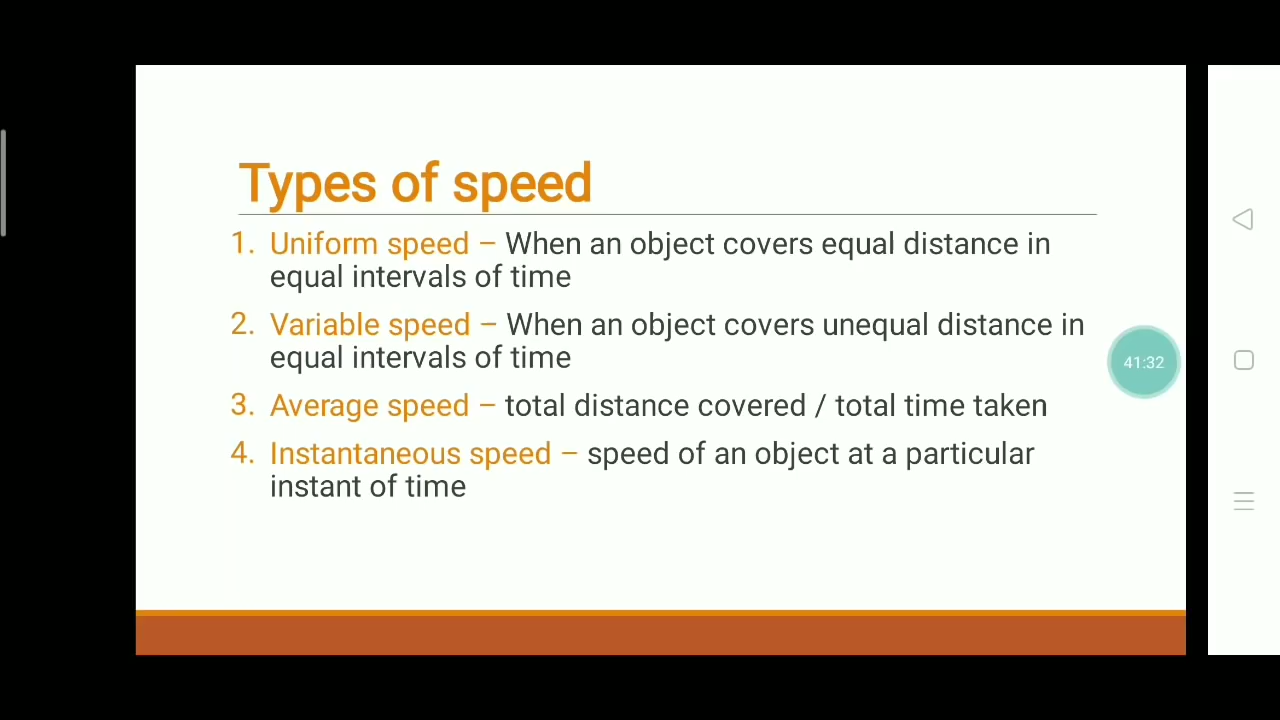 Types of speed
1. Uniform speed – When an object covers equal distance in
equal intervals of time
2. Variable speed – When an object covers unequal distance in
equal intervals of time
3. Average speed – total distance covered / total time taken
4. Instantaneous speed – speed of an object at a particular
instant of time
41:32